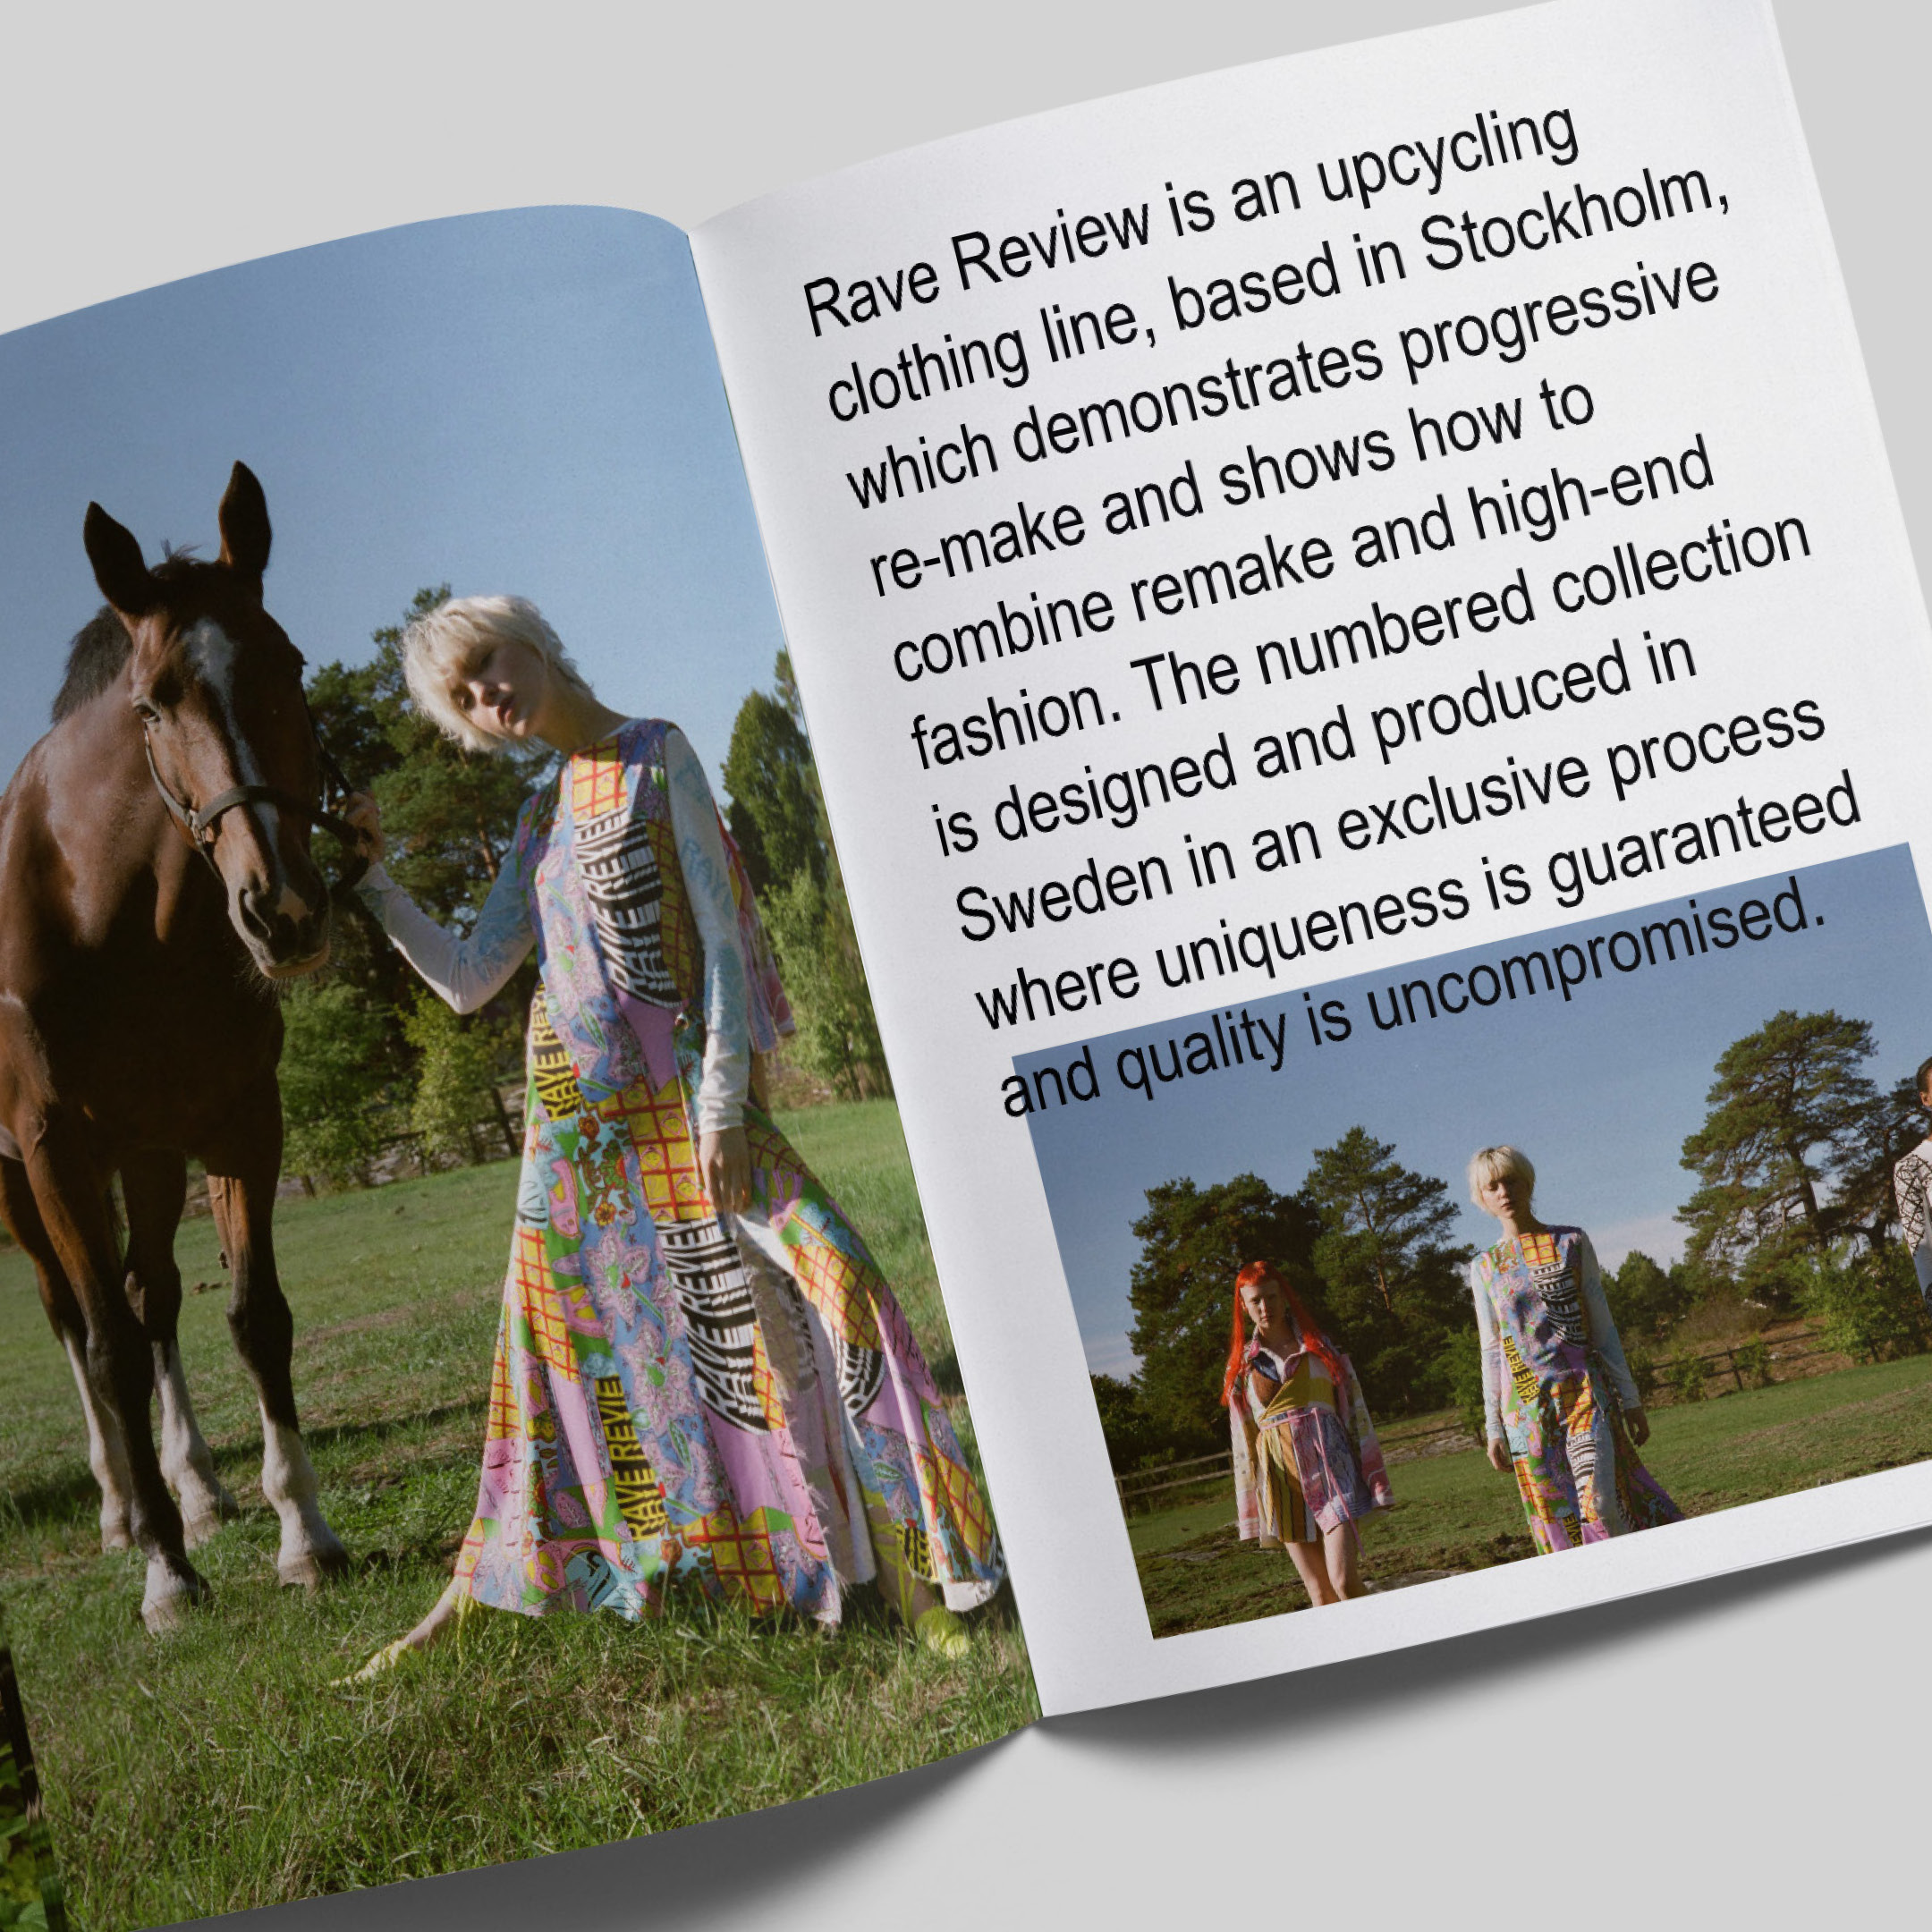 Rave Review is an upcycling
clothing line, based in Stockholm,
which demonstrates progressive
re-make and shows how to
combine remake and high-end
fashion. The numbered collection
is designed and produced in
Sweden in an exclusive process
where uniqueness is guaranteed
and quality is uncompromised.
RAVE REVIEW
RAVE REVIE
RAVE REVIEW
RAVE REVIE